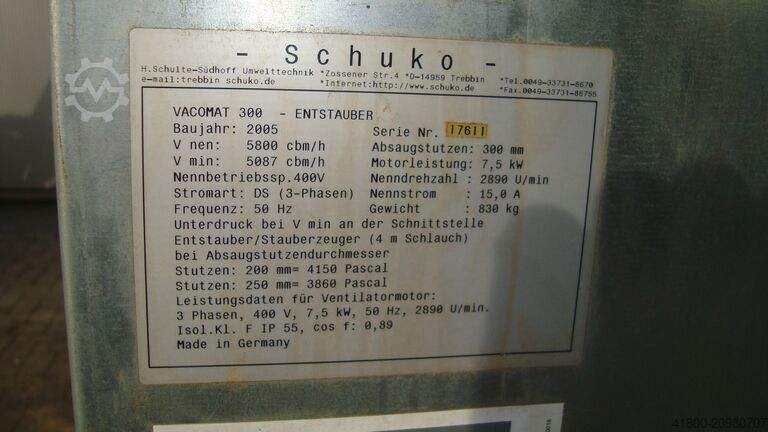 - Schuko -
H.Schulte-Südhoff Umwelttechnik *Zossener Str.4 *D-14959 Trebbin *Tel.0049-33731-8670
e-mail:trebbin schuko.de *Internet:http://www.schuko.de *Fax.0049-33731-86755
VACOMAT 300 - ENTSTAUBER
Baujahr: 2005 Serie Nr. 17611
V nen: 5800 cbm/h Absaugstutzen: 300 mm
V min: 5087 cbm/h Motorleistung: 7,5 kW
Nennbetriebssp.400V Nenndrehzahl : 2890 U/min
Stromart: DS (3-Phasen) Nennstrom : 15,0 A
Frequenz: 50 Hz Gewicht : 830 kg
Unterdruck bei V min an der Schnittstelle
Entstauber/Stauberzeuger (4 m Schlauch)
bei Absaugstutzendurchmesser
Stutzen: 200 mm= 4150 Pascal
Stutzen: 250 mm= 3860 Pascal
Leistungsdaten für Ventilatormotor:
3 Phasen, 400 V, 7,5 kW, 50 Hz, 2890 U/min.
Isol.Kl. F IP 55, cos f: 0,89
Made in Germany
41800-20980707